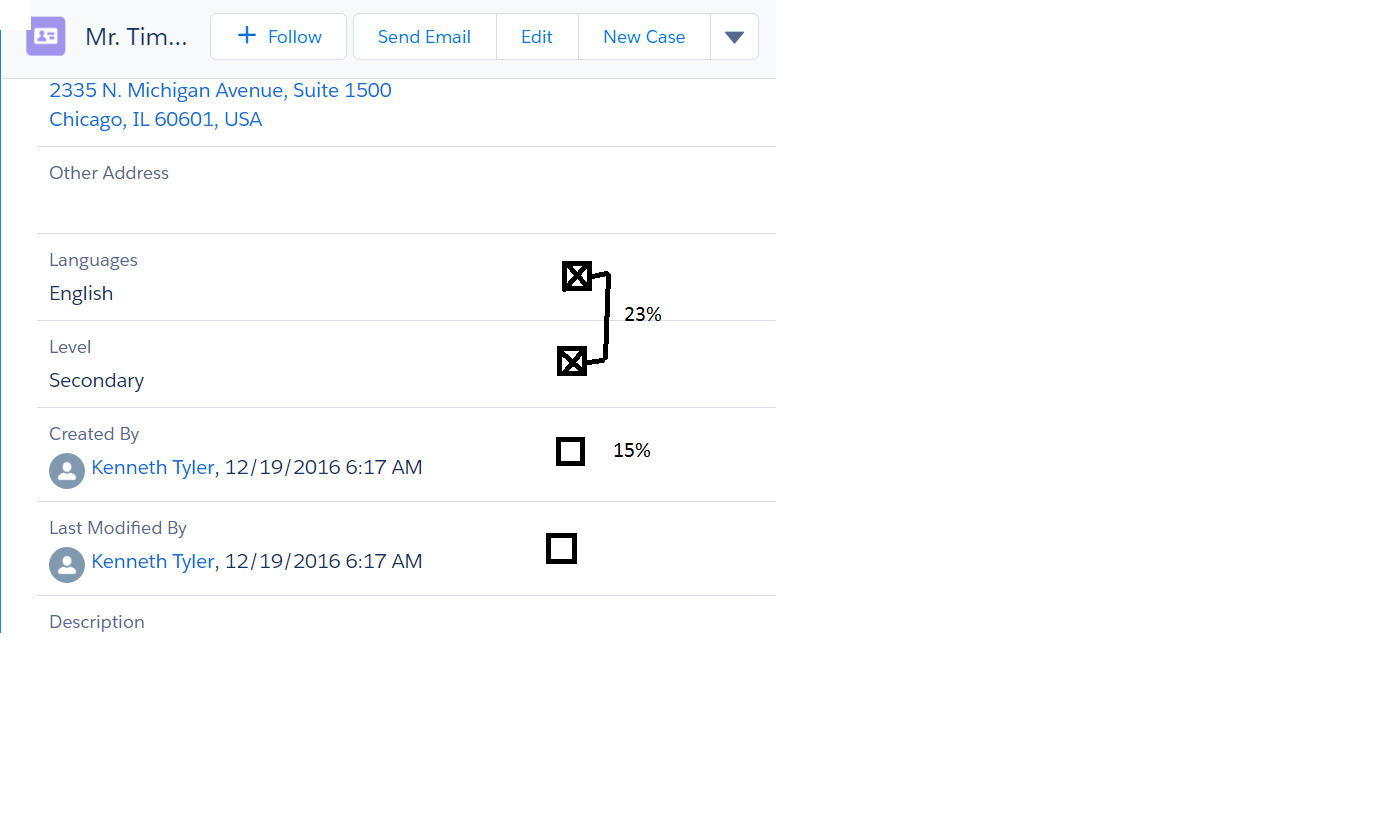 Mr. Tim...
Follow
Send Email
Edit
New Case
2335 N. Michigan Avenue, Suite 1500
Chicago, IL 60601, USA
Other Address
Languages
English
23%
Level
Secondary
Created By
15%
Kenneth Tyler, 12/19/2016 6:17 AM
Last Modified By
Kenneth Tyler, 12/19/2016 6:17 AM
Description